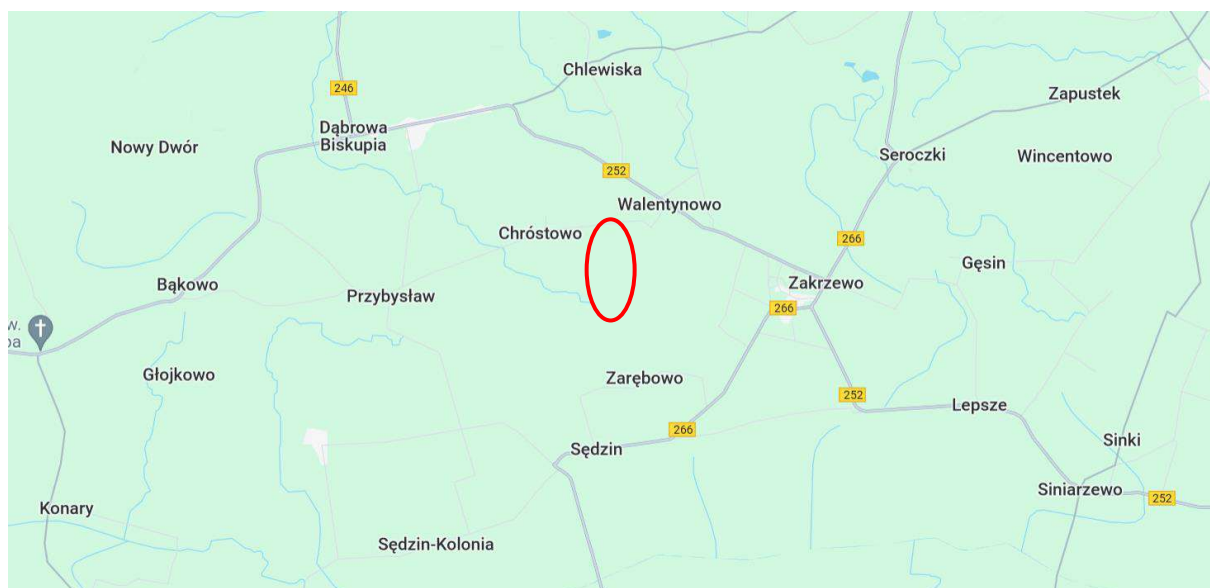 Chlewiska
246
Zapustek
Dąbrowa
Biskupia
Nowy Dwór
Seroczki
Wincentowo
252
Walentynowo
Chróstowo
266
Gęsin
Bąkowo
Przybysław
Zakrzewo
266
w.
Głojkowo
Zarębowo
252
Lepsze
266
Sędzin
Sinki
Siniarzewo
252
Konary
Sędzin-Kolonia